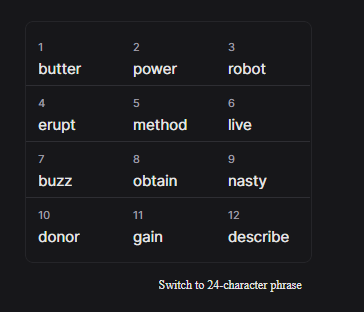 1 2 3
butter power robot
4 5 6
erupt method live
7 8 9
buzz obtain nasty
10 11 12
donor gain describe
Switch to 24-character phrase